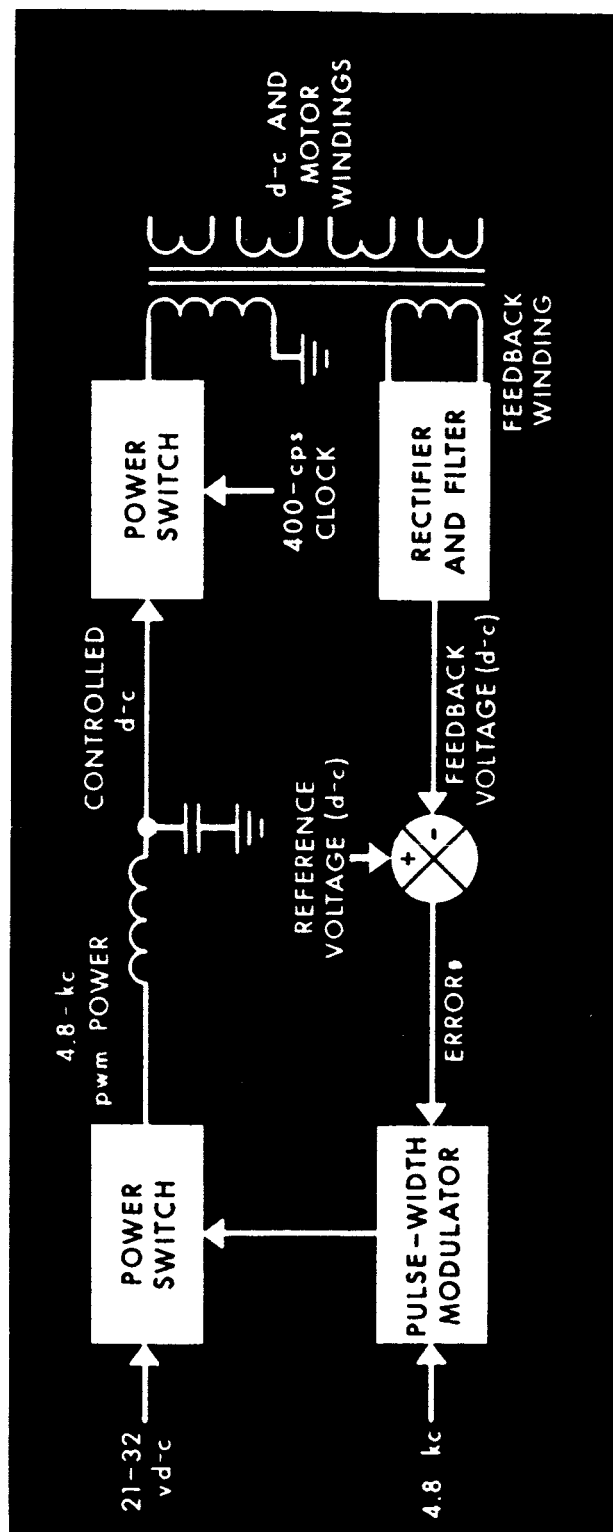 21-32
vd-c
POWER
SWITCH
4.8-kc
pwm POWER
CONTROLLED
d-c
POWER
SWITCH
400-cps
CLOCK
d-c AND
MOTOR
WINDINGS
4.8 kc
PULSE-WIDTH
MODULATOR
ERROR
REFERENCE
VOLTAGE (d-c)
+
-
FEEDBACK
VOLTAGE (d-c)
RECTIFIER
AND FILTER
FEEDBACK
WINDING